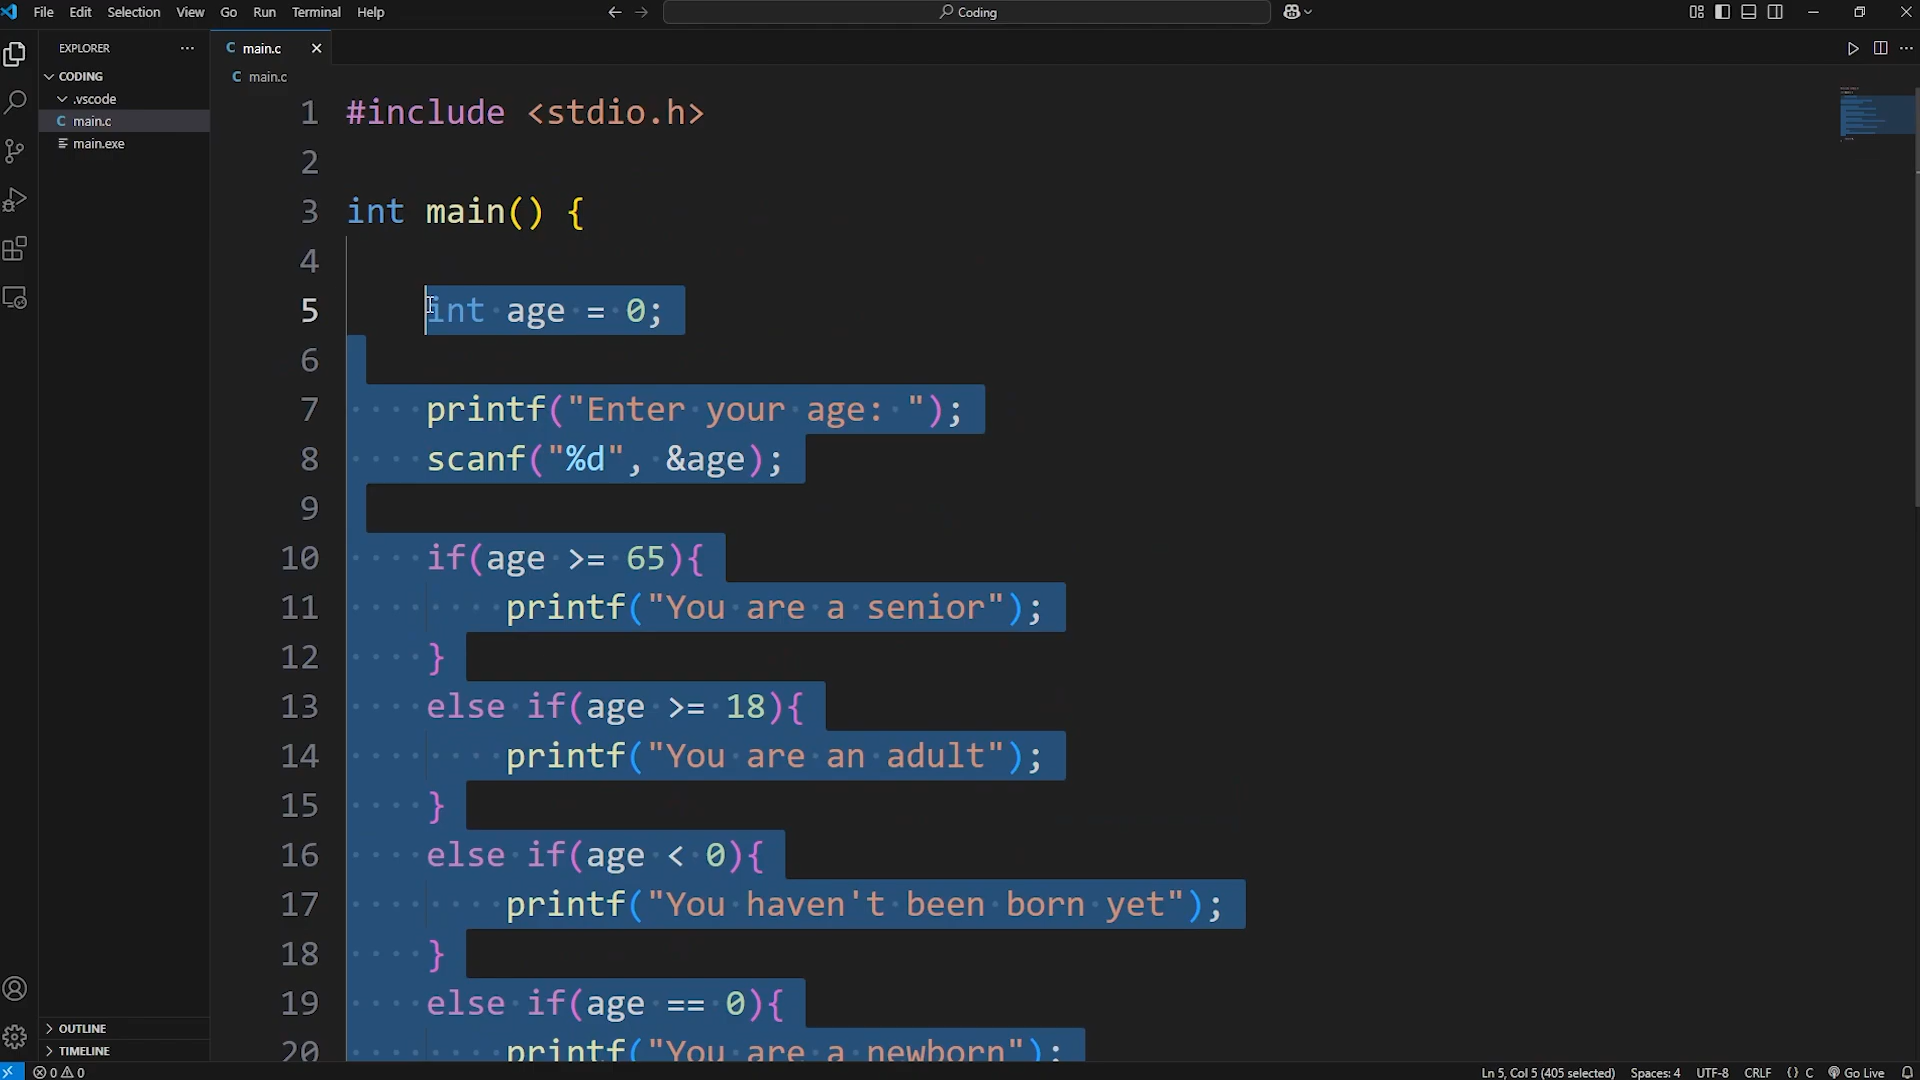 File Edit Selection View Go Run Terminal Help
Coding
EXPLORER
CODING
.vscode
C main.c
main.exe
OUTLINE
TIMELINE
C main.c
C main.c
1 #include <stdio.h>
2
3 int main() {
4
5 int age = 0;
6
7 printf("Enter your age: ");
8 scanf("%d", &age);
9
10 if(age >= 65){
11 printf("You are a senior");
12 }
13 else if(age >= 18){
14 printf("You are an adult");
15 }
16 else if(age < 0){
17 printf("You haven't been born yet");
18 }
19 else if(age == 0){
20 printf("You are a newborn");
0 0
Ln 5, Col 5 (405 selected) Spaces: 4 UTF-8 CRLF {} C Go Live